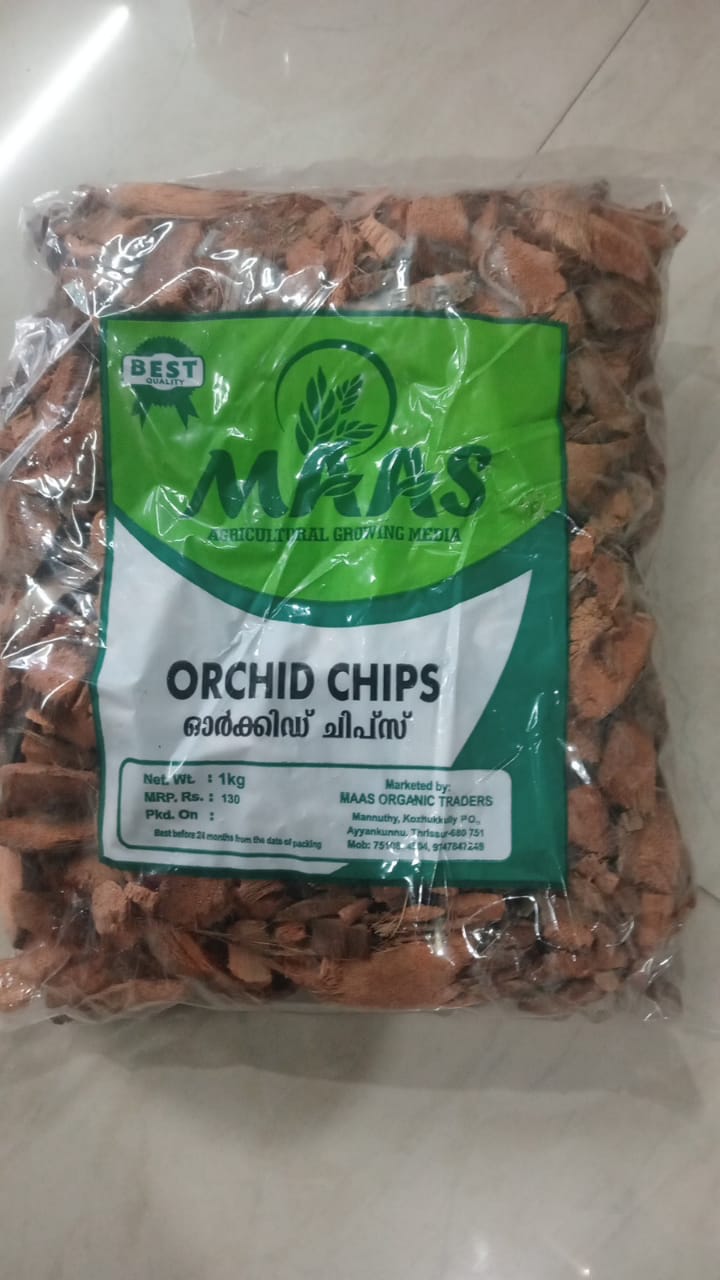 BEST
QUALITY
MAAS
AGRICULTURAL GROWING MEDIA
ORCHID CHIPS
ഓർക്കിഡ് ചിപ്സ്
Net. Wt. : 1kg
MRP. Rs. : 130
Pkd. On :
Best before 24 months from the date of packing
Marketed by:
MAAS ORGANIC TRADERS
Mannuthy, Kozhukkully P.O.,
Ayyankunnu, Thrissur-680 751
Mob: